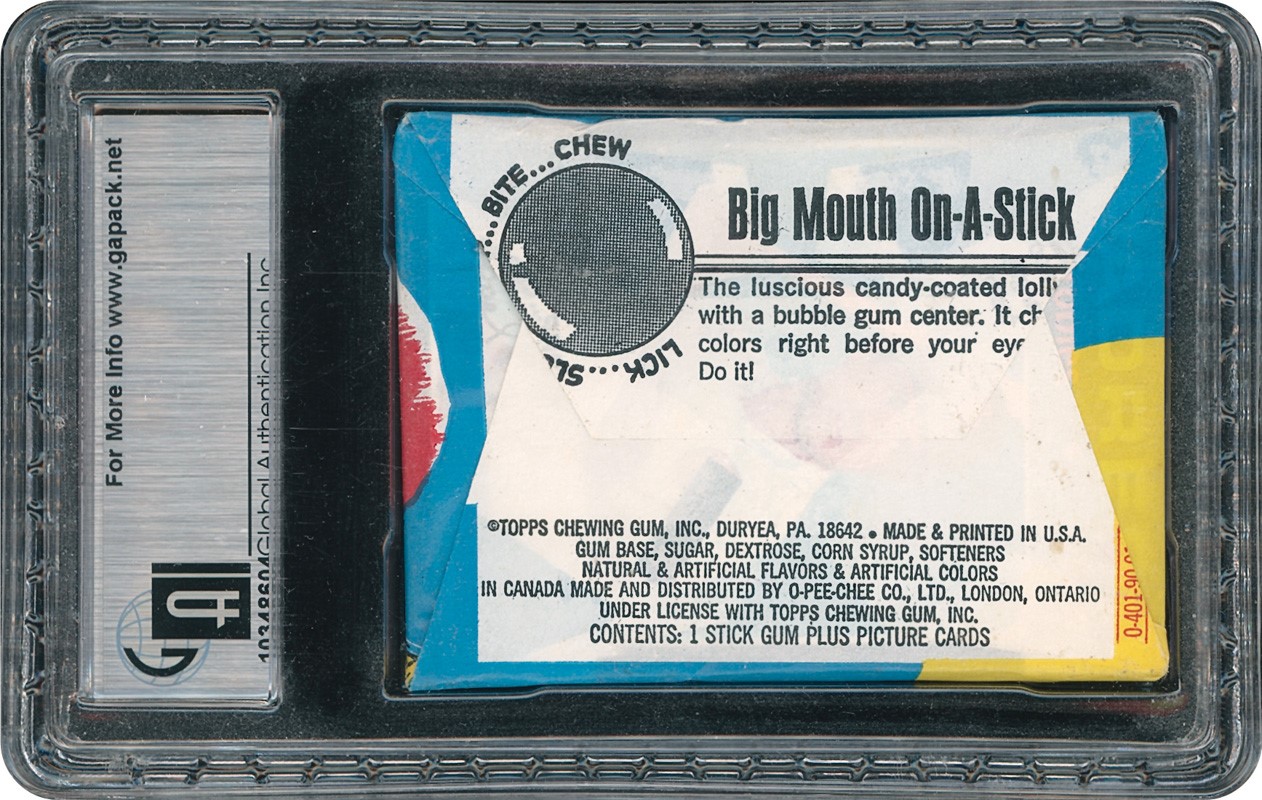 For More Info www.gapack.net
Global Authentication Inc
....BITE...CHEW
LICK....
Big Mouth On-A-Stick
The luscious candy-coated
with a bubble gum center. It
colors right before your
Do it!
©TOPPS CHEWING GUM, INC., DURYEA, PA. 18642 • MADE & PRINTED IN U.S.A.
GUM BASE, SUGAR, DEXTROSE, CORN SYRUP, SOFTENERS
NATURAL & ARTIFICIAL FLAVORS & ARTIFICIAL COLORS
IN CANADA MADE AND DISTRIBUTED BY O-PEE-CHEE CO., LTD., LONDON, ONTARIO
UNDER LICENSE WITH TOPPS CHEWING GUM, INC.
CONTENTS: 1 STICK GUM PLUS PICTURE CARDS